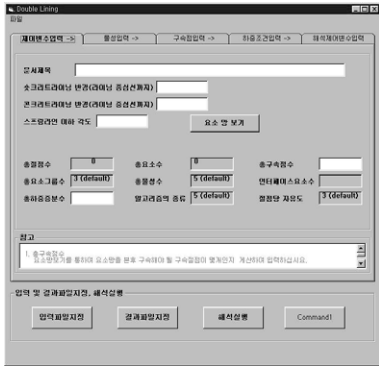 Double Lining
파일
제어변수입력 -> 물성입력 -> 구속점입력 -> 하중조건입력 -> 해석제어변수입력
문서제목
숏크리트라이닝 반경(라이닝 중심선까지)
콘크리트라이닝 반경(라이닝 중심선까지)
스프링라인 이하 각도
요소 망 보기
총절점수 0 총요소수 0 총구속점수
총요소그룹수 3 (default) 총물성수 5 (default) 인터페이스요소수
총하중증분수 알고리즘의 종류 5 (default) 절점당 자유도 3 (default)
참고
1. 총구속점수
요소망보기를 통하여 요소망을 본후 구속해야 할 구속절점이 몇개인지 계산하여 입력하십시요.
입력 및 결과파일지정, 해석실행
입력파일지정 결과파일지정 해석실행 Command1